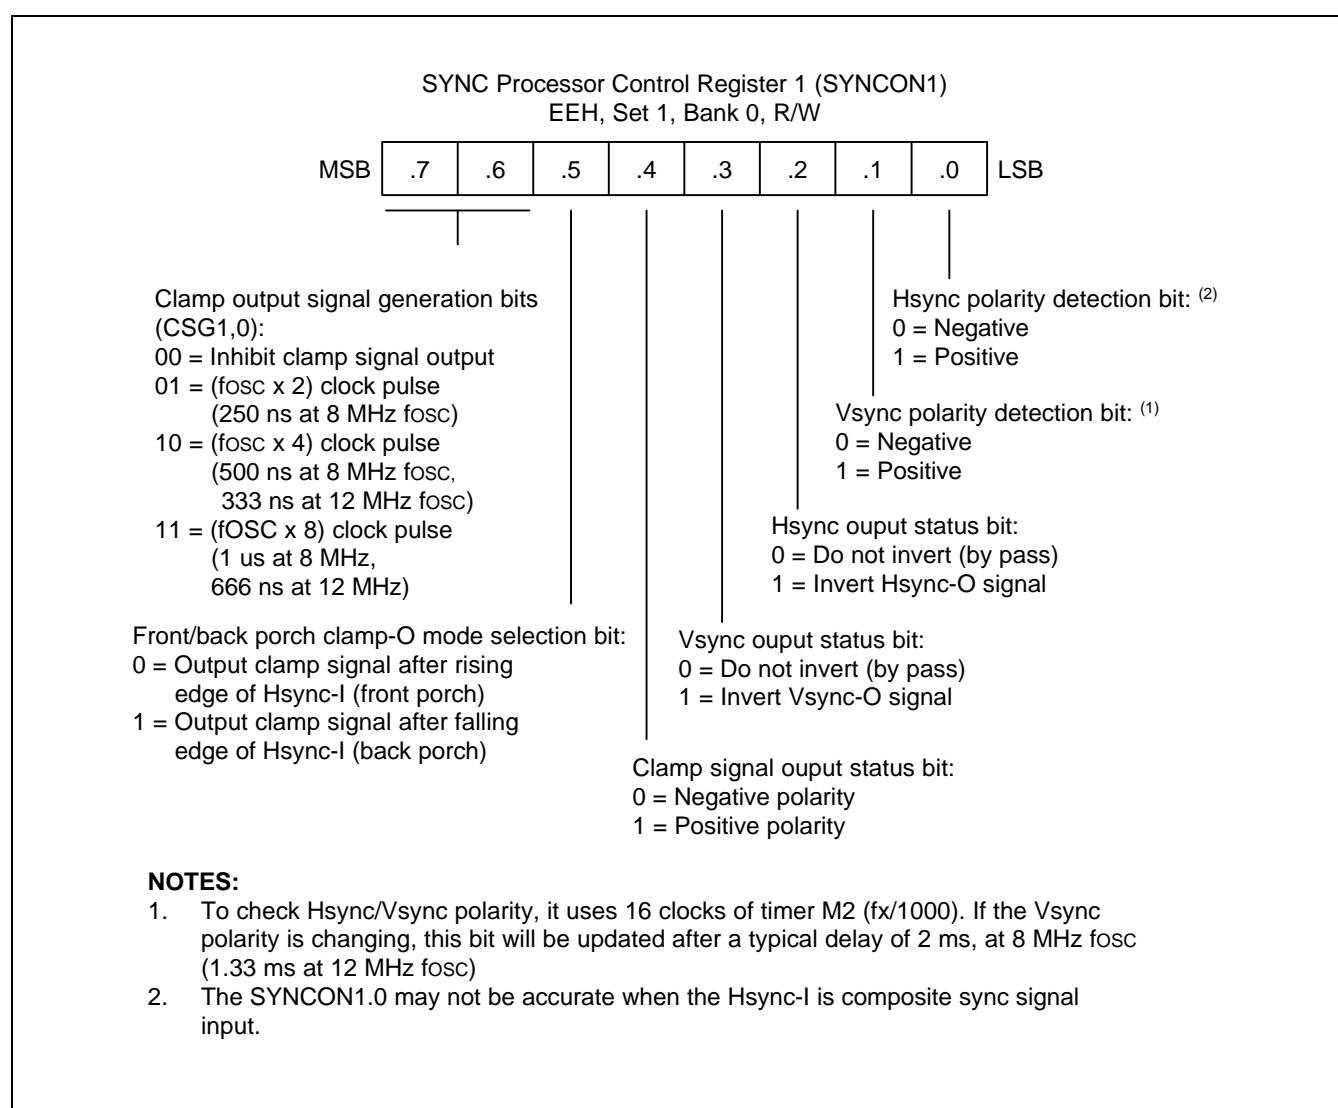 SYNC Processor Control Register 1 (SYNCON1)
EEH, Set 1, Bank 0, R/W
MSB .7 .6 .5 .4 .3 .2 .1 .0 LSB
Clamp output signal generation bits
(CSG1,0):
00 = Inhibit clamp signal output
01 = (fosc x 2) clock pulse
(250 ns at 8 MHz fosc)
10 = (fosc x 4) clock pulse
(500 ns at 8 MHz fosc,
333 ns at 12 MHz fosc)
11 = (fOSC x 8) clock pulse
(1 us at 8 MHz,
666 ns at 12 MHz)
Front/back porch clamp-O mode selection bit:
0 = Output clamp signal after rising
edge of Hsync-I (front porch)
1 = Output clamp signal after falling
edge of Hsync-I (back porch)
Clamp signal ouput status bit:
0 = Negative polarity
1 = Positive polarity
Vsync ouput status bit:
0 = Do not invert (by pass)
1 = Invert Vsync-O signal
Hsync ouput status bit:
0 = Do not invert (by pass)
1 = Invert Hsync-O signal
Vsync polarity detection bit: (1)
0 = Negative
1 = Positive
Hsync polarity detection bit: (2)
0 = Negative
1 = Positive
NOTES:
1. To check Hsync/Vsync polarity, it uses 16 clocks of timer M2 (fx/1000). If the Vsync
polarity is changing, this bit will be updated after a typical delay of 2 ms, at 8 MHz fosc
(1.33 ms at 12 MHz fosc)
2. The SYNCON1.0 may not be accurate when the Hsync-I is composite sync signal
input.